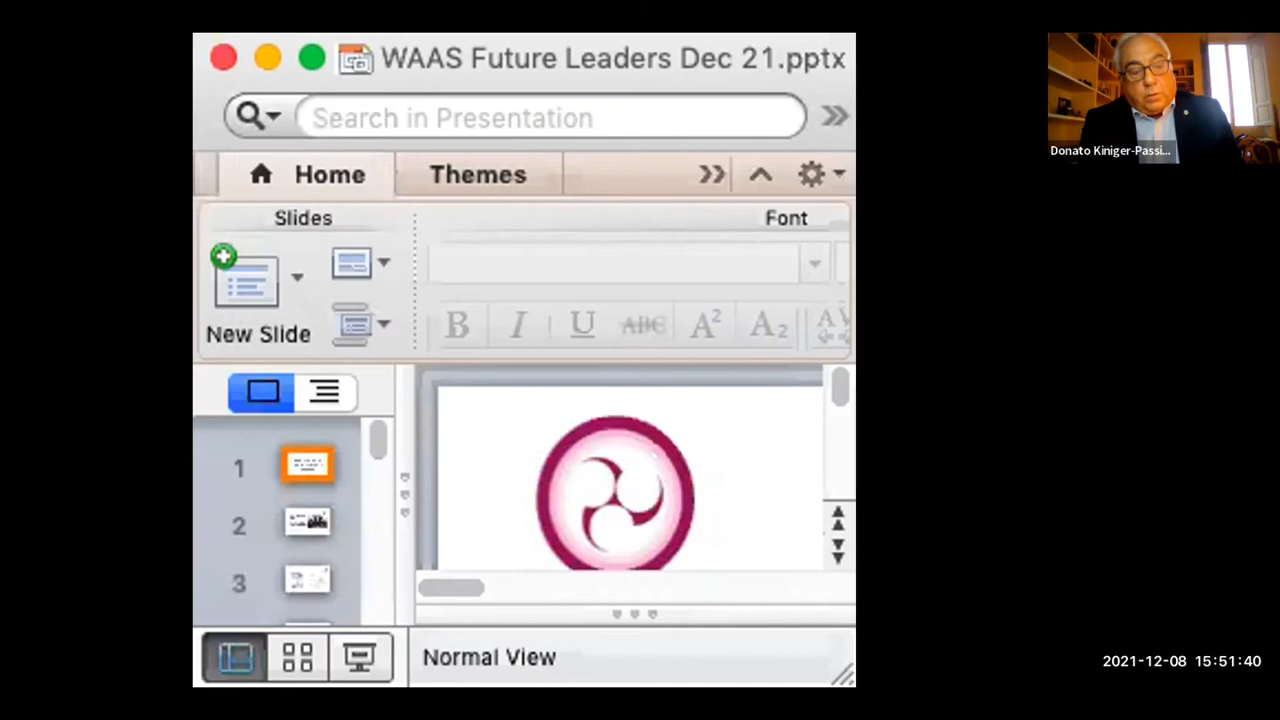 WAAS Future Leaders Dec 21.pptx
Search in Presentation
Home Themes
Slides Font
B I U ABC A2 A2 AV
New Slide
1
2
3
Normal View
Donato Kiniger-Passi...
2021-12-08 15:51:40